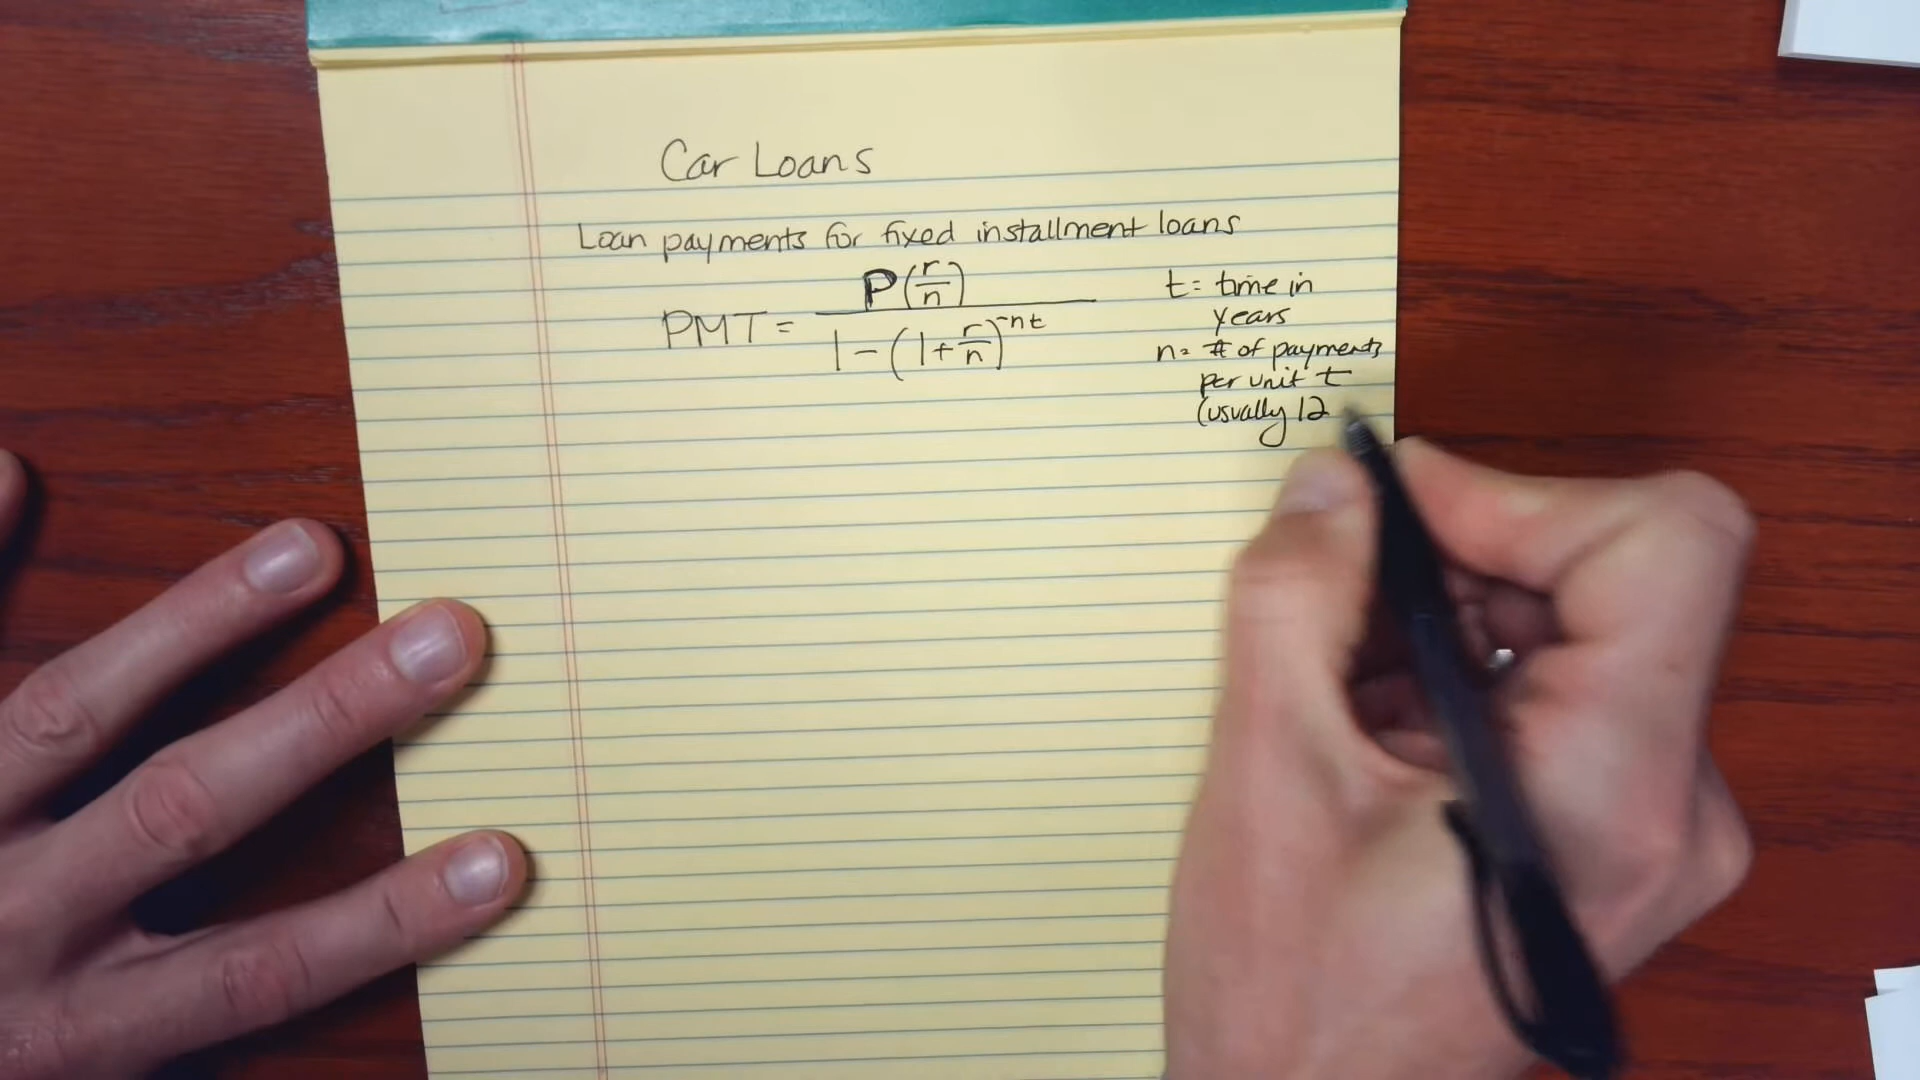 Car Loans
Loan payments for fixed installment loans
PMT = P(r/n) / 1-(1+r/n)^-nt
t= time in
years
n= # of payments
per unit t
(usually 12